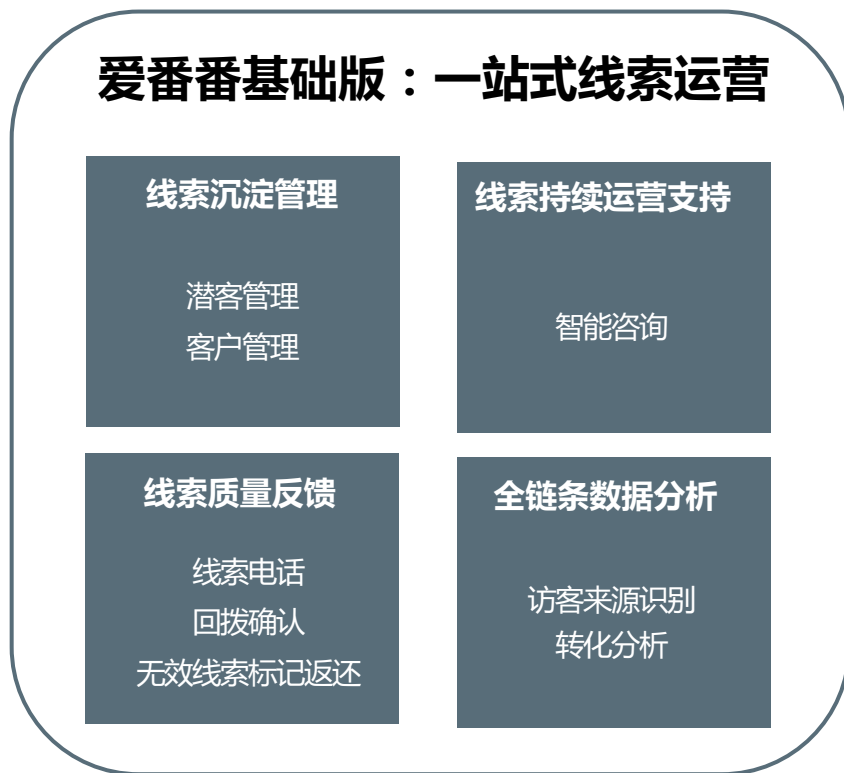 爱番番基础版：一站式线索运营
线索沉淀管理
潜客管理
客户管理
线索持续运营支持
智能咨询
线索质量反馈
线索电话
回拨确认
无效线索标记返还
全链条数据分析
访客来源识别
转化分析